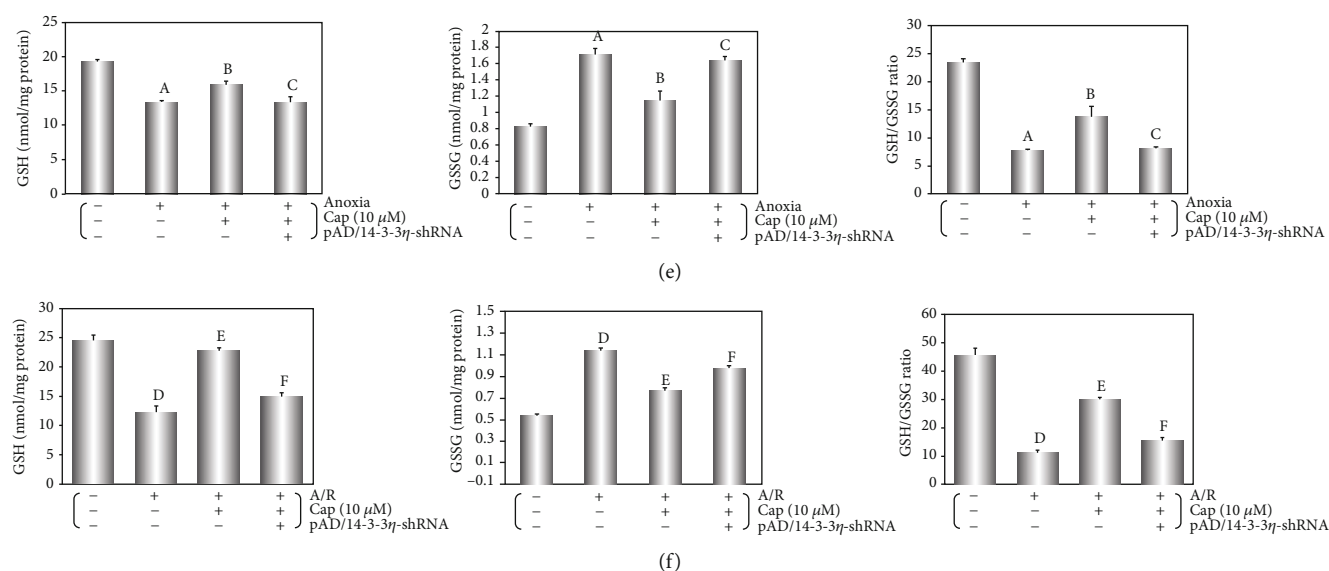 25
20
15
10
5
0
GSH (nmol/mg protein)
A
B
C
– + + +
– – + +
– – – +
Anoxia
Cap (10 μM)
pAD/14-3-3η-shRNA
2
1.8
1.6
1.4
1.2
1
0.8
0.6
0.4
0.2
0
GSSG (nmol/mg protein)
A
B
C
– + + +
– – + +
– – – +
Anoxia
Cap (10 μM)
pAD/14-3-3η-shRNA
30
25
20
15
10
5
0
GSH/GSSG ratio
A
B
C
– + + +
– – + +
– – – +
Anoxia
Cap (10 μM)
pAD/14-3-3η-shRNA
(e)
30
25
20
15
10
5
0
GSH (nmol/mg protein)
D
E
F
– + + +
– – + +
– – – +
A/R
Cap (10 μM)
pAD/14-3-3η-shRNA
1.5
1.3
1.1
0.9
0.7
0.5
0.3
0.1
–0.1
GSSG (nmol/mg protein)
D
E
F
– + + +
– – + +
– – – +
A/R
Cap (10 μM)
pAD/14-3-3η-shRNA
60
50
40
30
20
10
0
GSH/GSSG ratio
D
E
F
– + + +
– – + +
– – – +
A/R
Cap (10 μM)
pAD/14-3-3η-shRNA
(f)